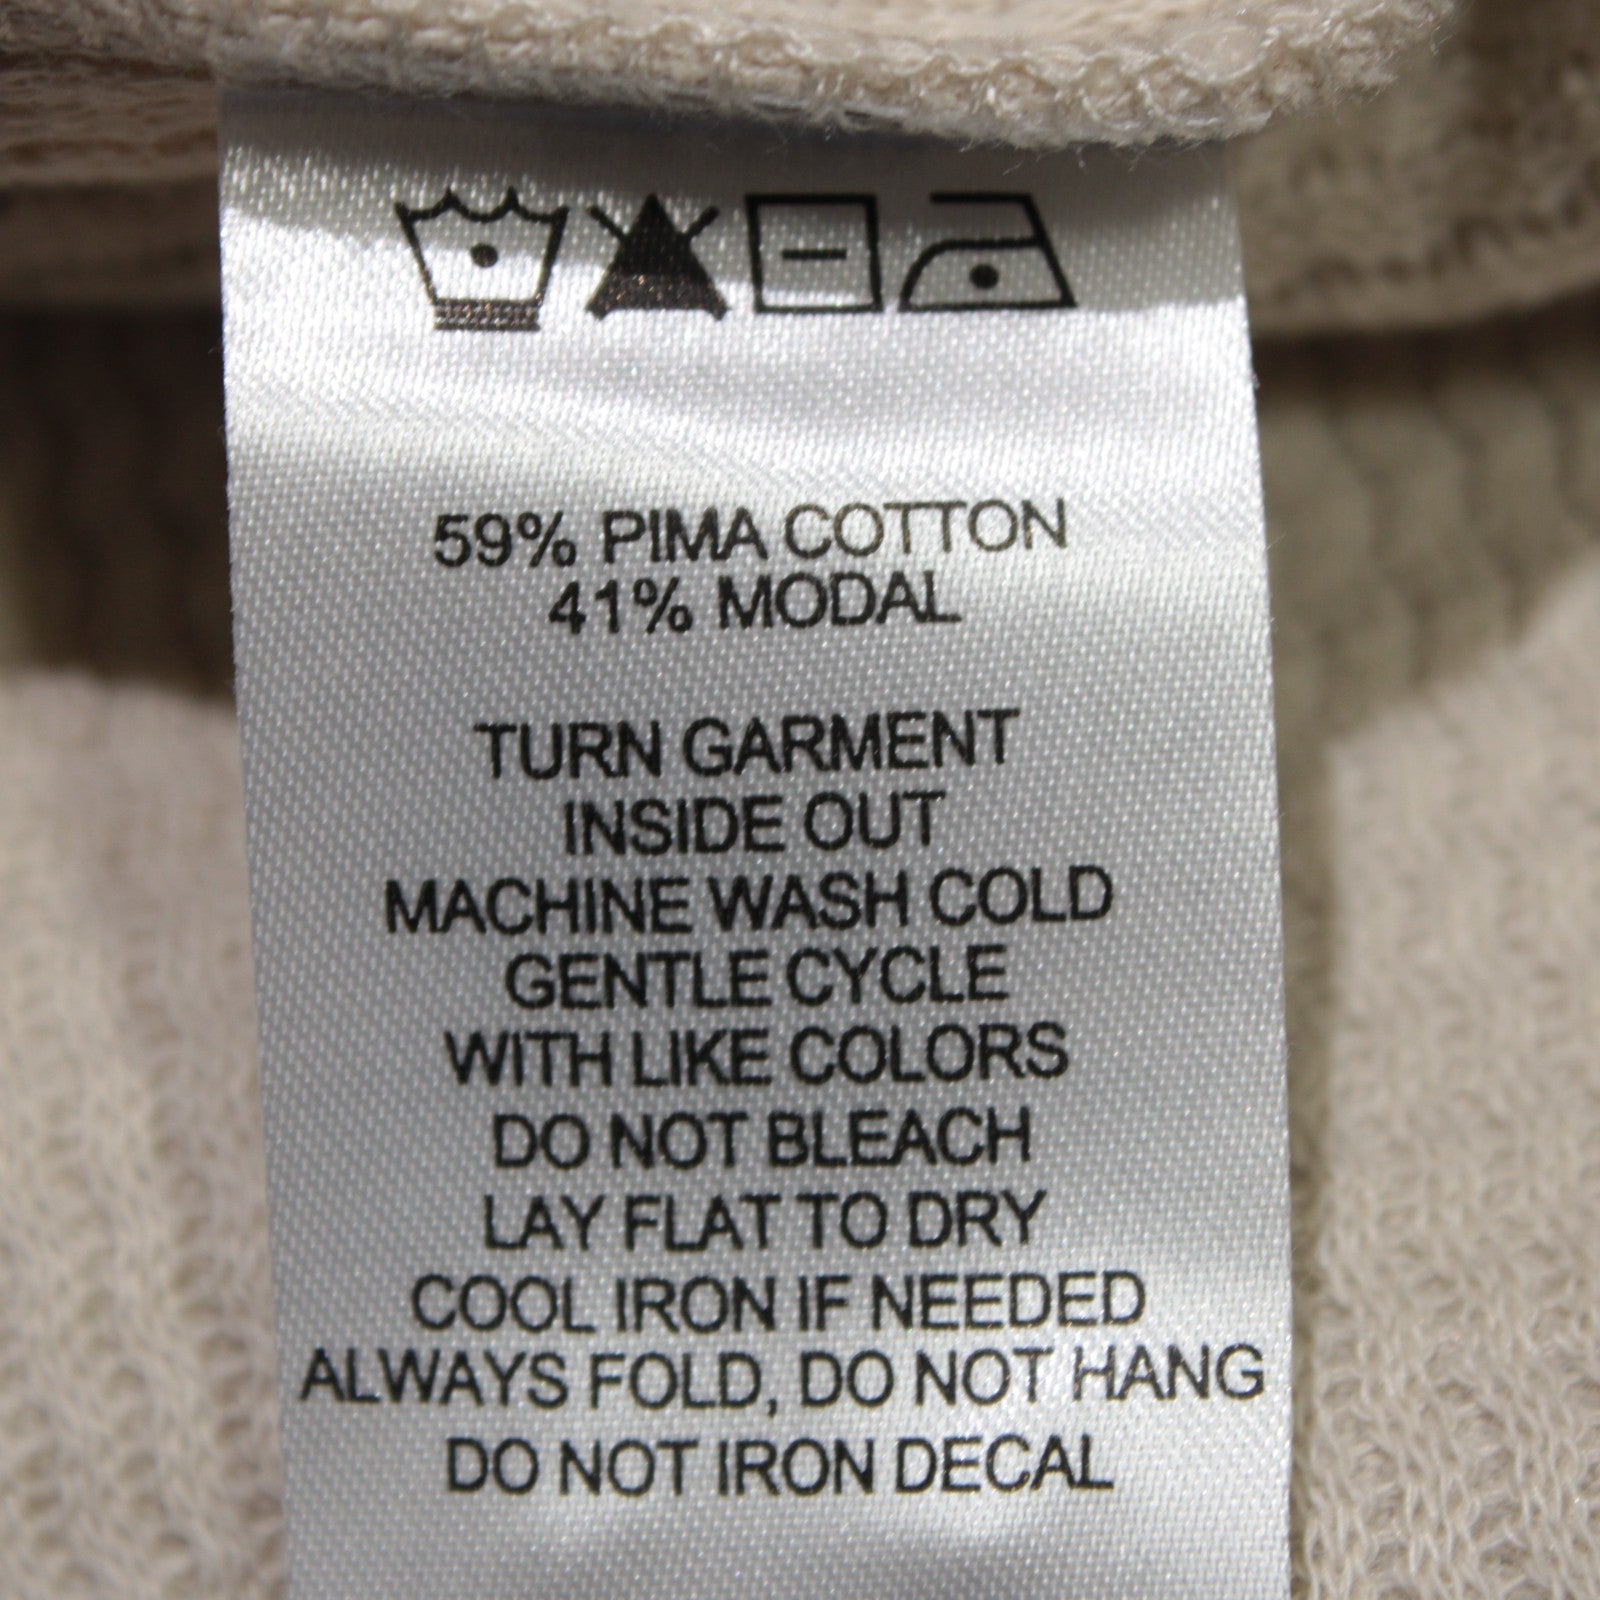 59% PIMA COTTON
41% MODAL
TURN GARMENT
INSIDE OUT
MACHINE WASH COLD
GENTLE CYCLE
WITH LIKE COLORS
DO NOT BLEACH
LAY FLAT TO DRY
COOL IRON IF NEEDED
ALWAYS FOLD, DO NOT HANG
DO NOT IRON DECAL